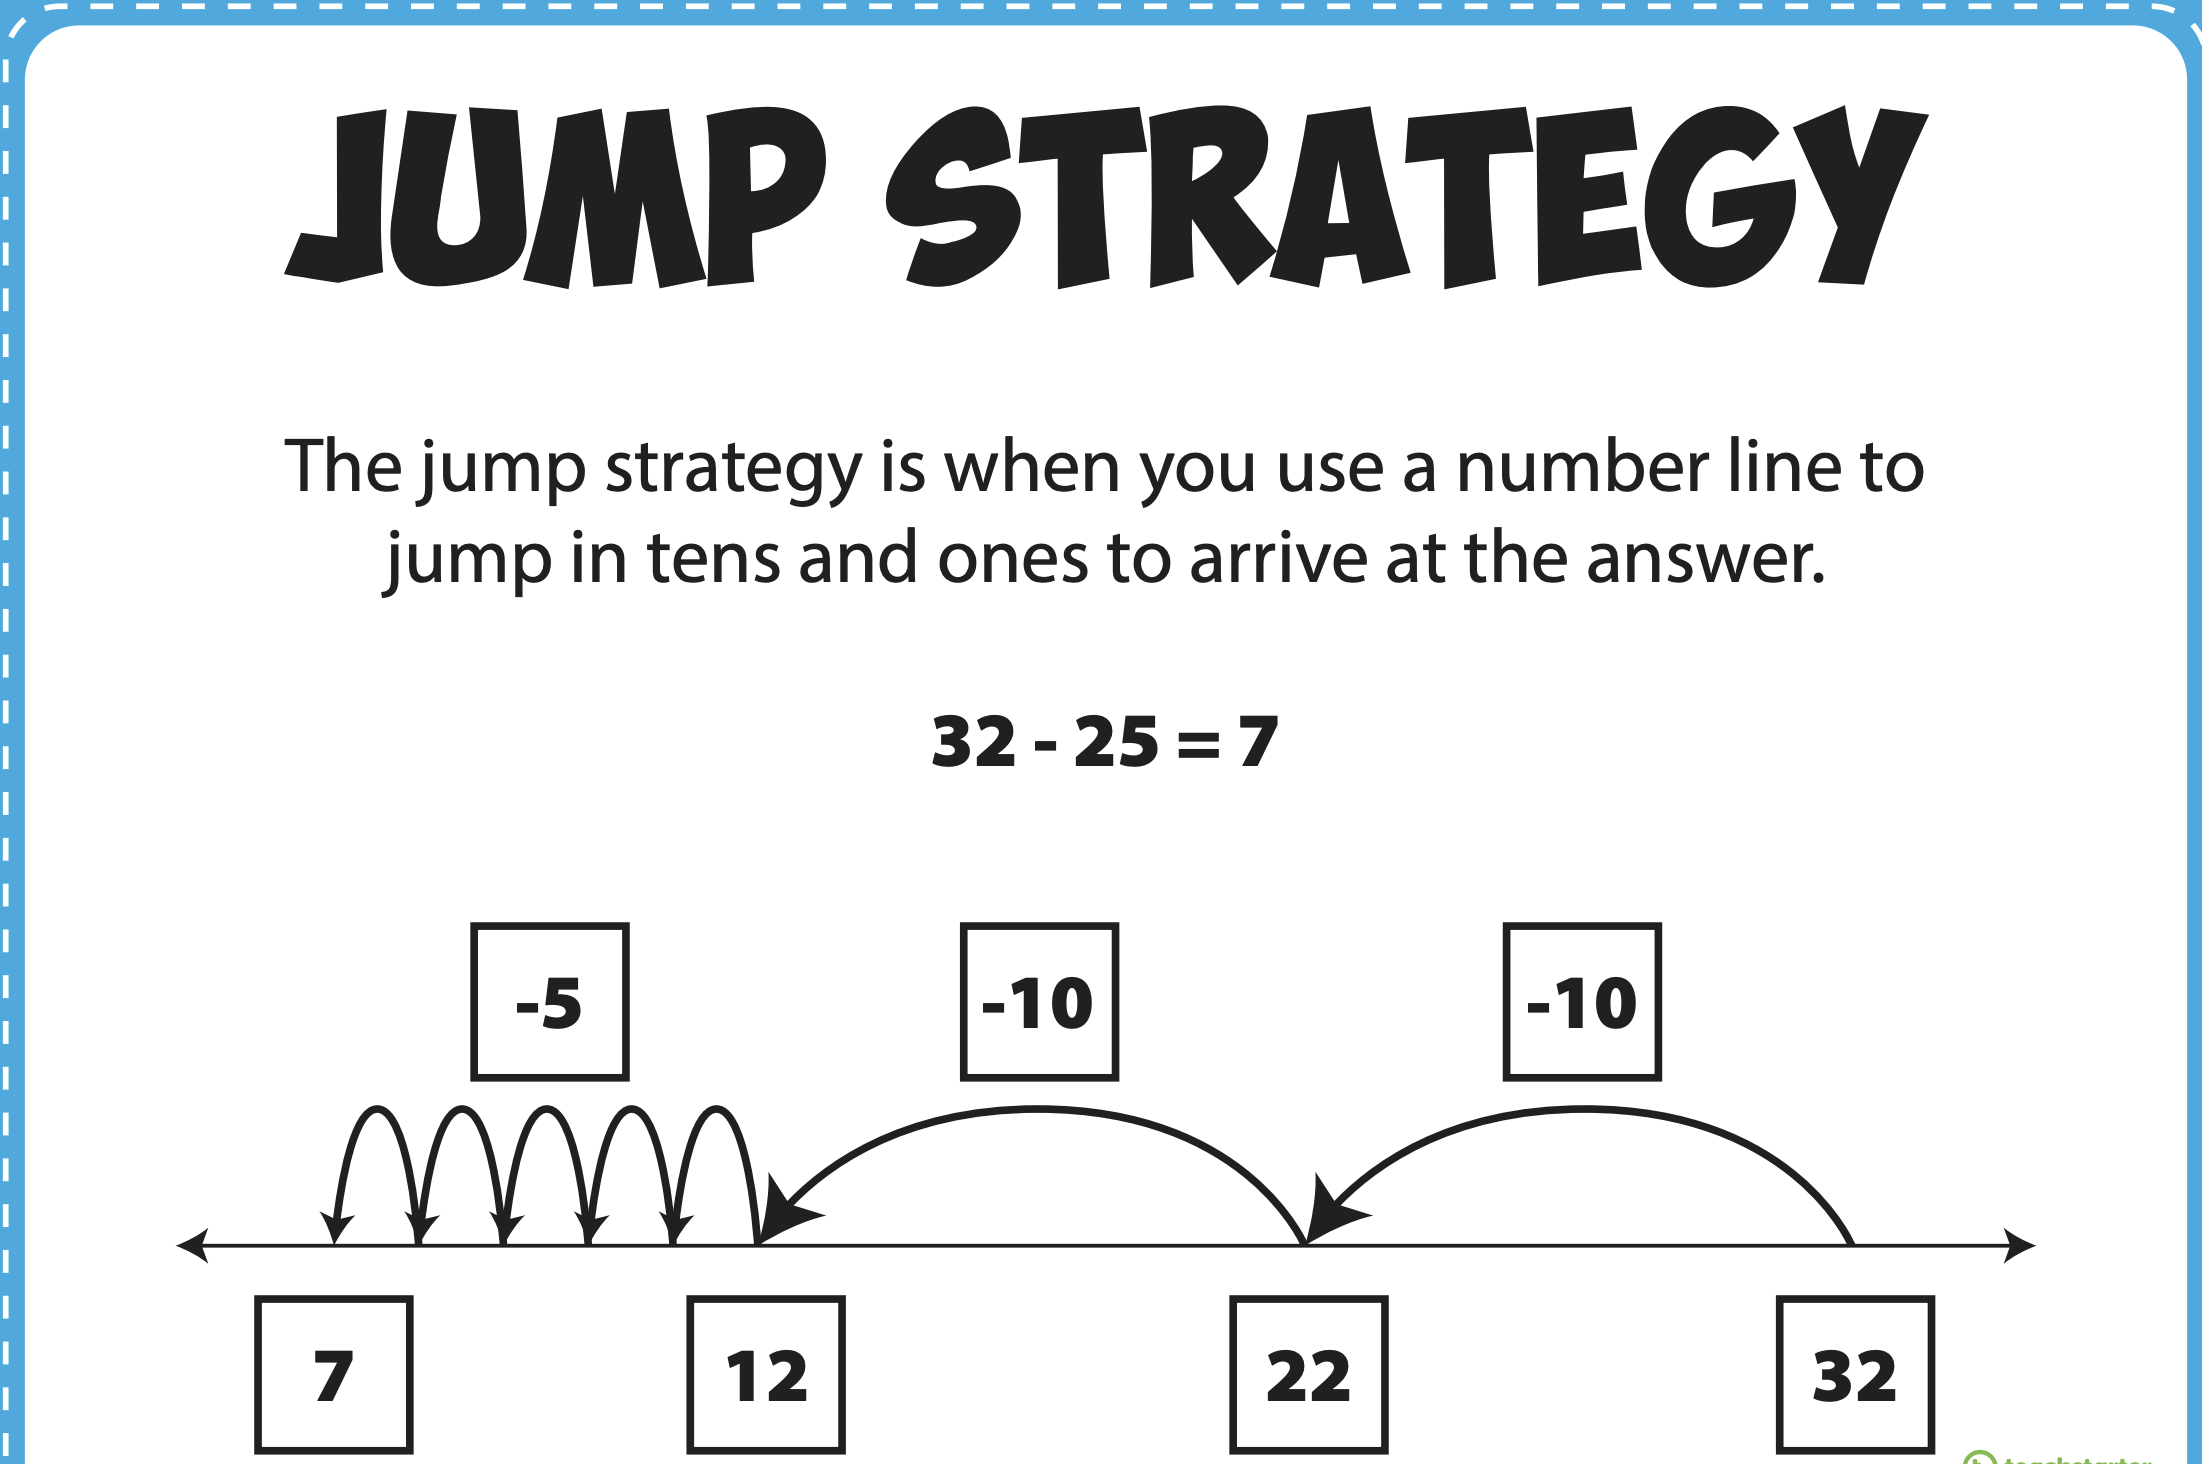 JUMP STRATEGY
The jump strategy is when you use a number line to
jump in tens and ones to arrive at the answer.
32 - 25 = 7
-5 -10 -10
7 12 22 32